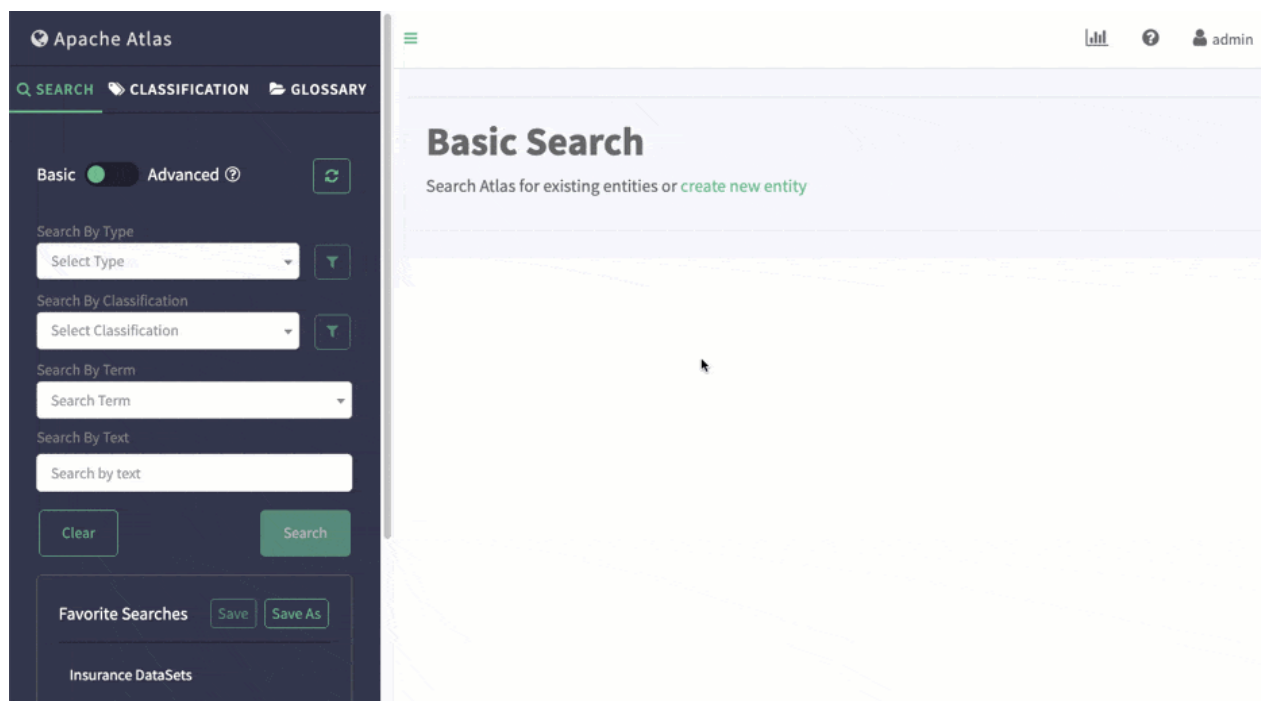 Apache Atlas
admin
SEARCH CLASSIFICATION GLOSSARY
Basic Search
Search Atlas for existing entities or create new entity
Basic Advanced
Search By Type
Select Type
Search By Classification
Select Classification
Search By Term
Search Term
Search By Text
Search by text
Clear Search
Favorite Searches Save Save As
Insurance DataSets